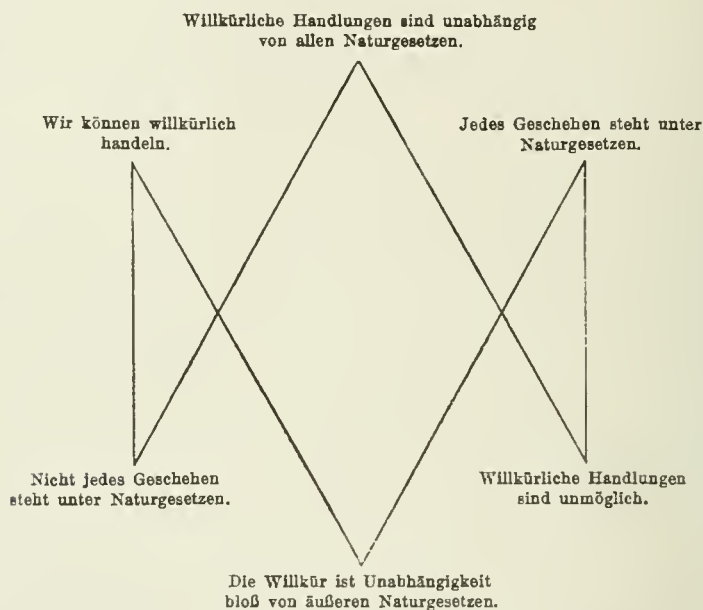 Willkürliche Handlungen sind unabhängig
von allen Naturgesetzen.
Wir können willkürlich
handeln.
Jedes Geschehen steht unter
Naturgesetzen.
Nicht jedes Geschehen
steht unter Naturgesetzen.
Willkürliche Handlungen
sind unmöglich.
Die Willkür ist Unabhängigkeit
bloß von äußeren Naturgesetzen.